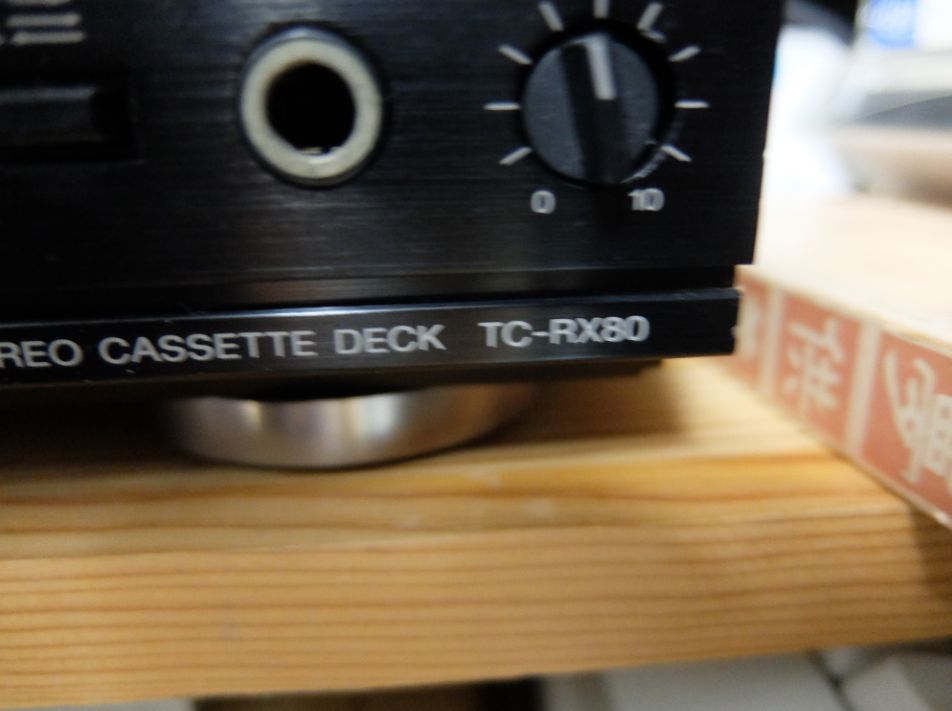 0 10
REO CASSETTE DECK TC-RX80